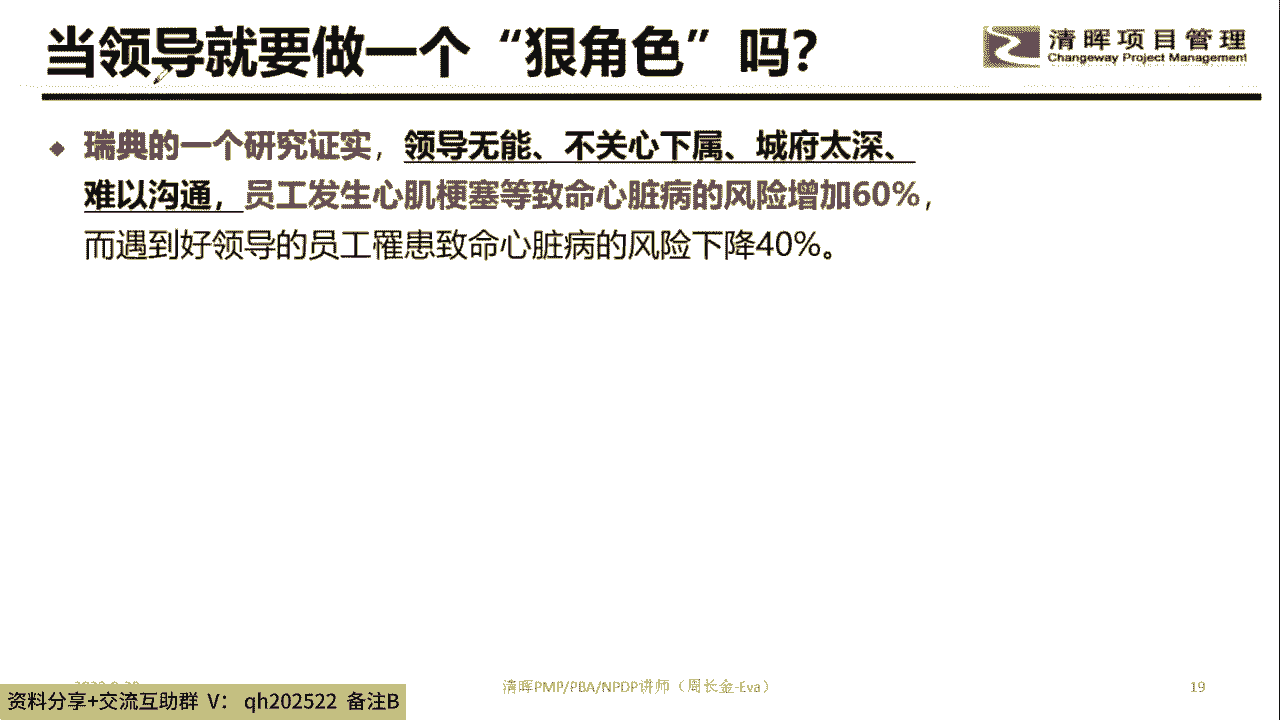 当领导就要做一个“狠角色”吗?
清晖项目管理
Changeway Project Management
瑞典的一个研究证实，领导无能、不关心下属、城府太深、
难以沟通，员工发生心肌梗塞等致命心脏病的风险增加60%，
而遇到好领导的员工罹患致命心脏病的风险下降40%。
资料分享+交流互助群 V： qh202522 备注B
清晖PMP/PBA/NPDP讲师（周长金-Eva）
19